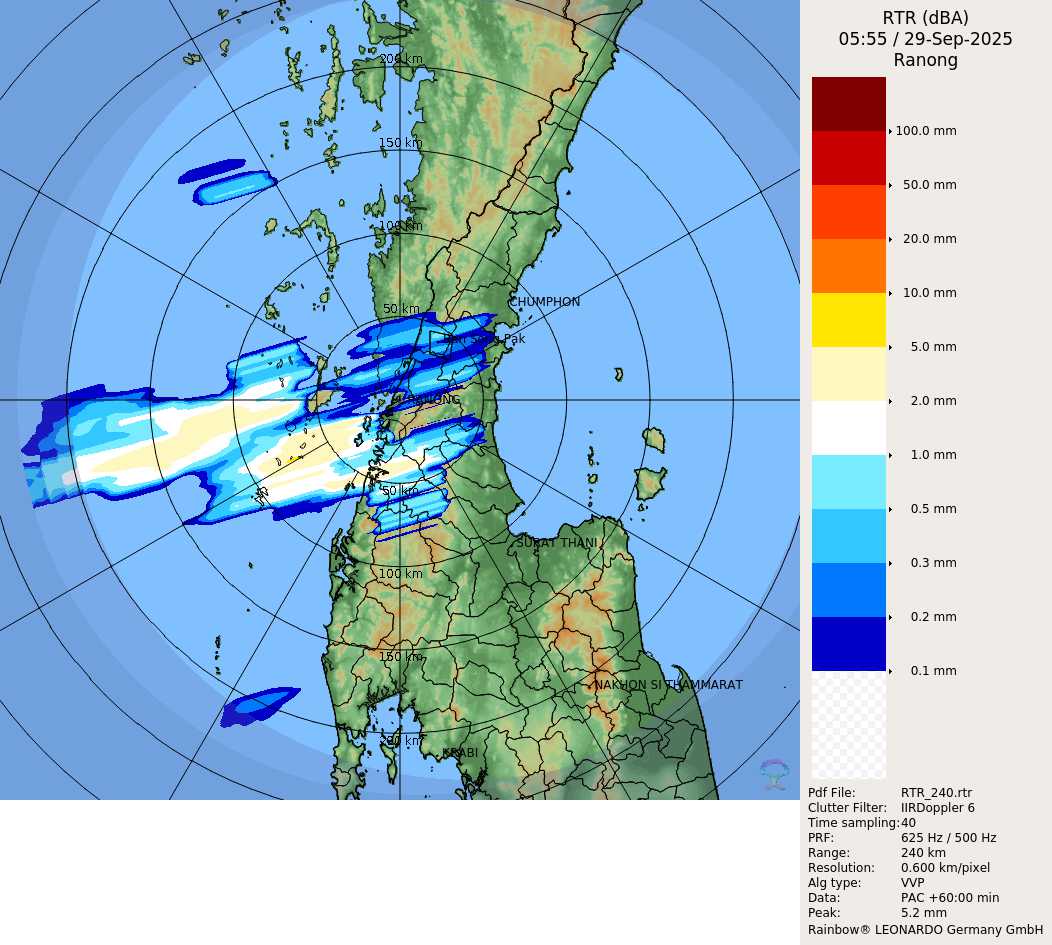 RTR (dBA)
05:55 / 29-Sep-2025
Ranong
100.0 mm
50.0 mm
20.0 mm
10.0 mm
5.0 mm
2.0 mm
1.0 mm
0.5 mm
0.3 mm
0.2 mm
0.1 mm
Pdf File: RTR_240.rtr
Clutter Filter: IIRDoppler 6
Time sampling: 40
PRF: 625 Hz / 500 Hz
Range: 240 km
Resolution: 0.600 km/pixel
Alg type: VVP
Data: PAC +60:00 min
Peak: 5.2 mm
Rainbow® LEONARDO Germany GmbH
200 km
150 km
100 km
50 km
CHUMPHON
RANONG
50 km
SURAT THANI
100 km
150 km
NAKHON SI THAMMARAT
200 km
KRABI